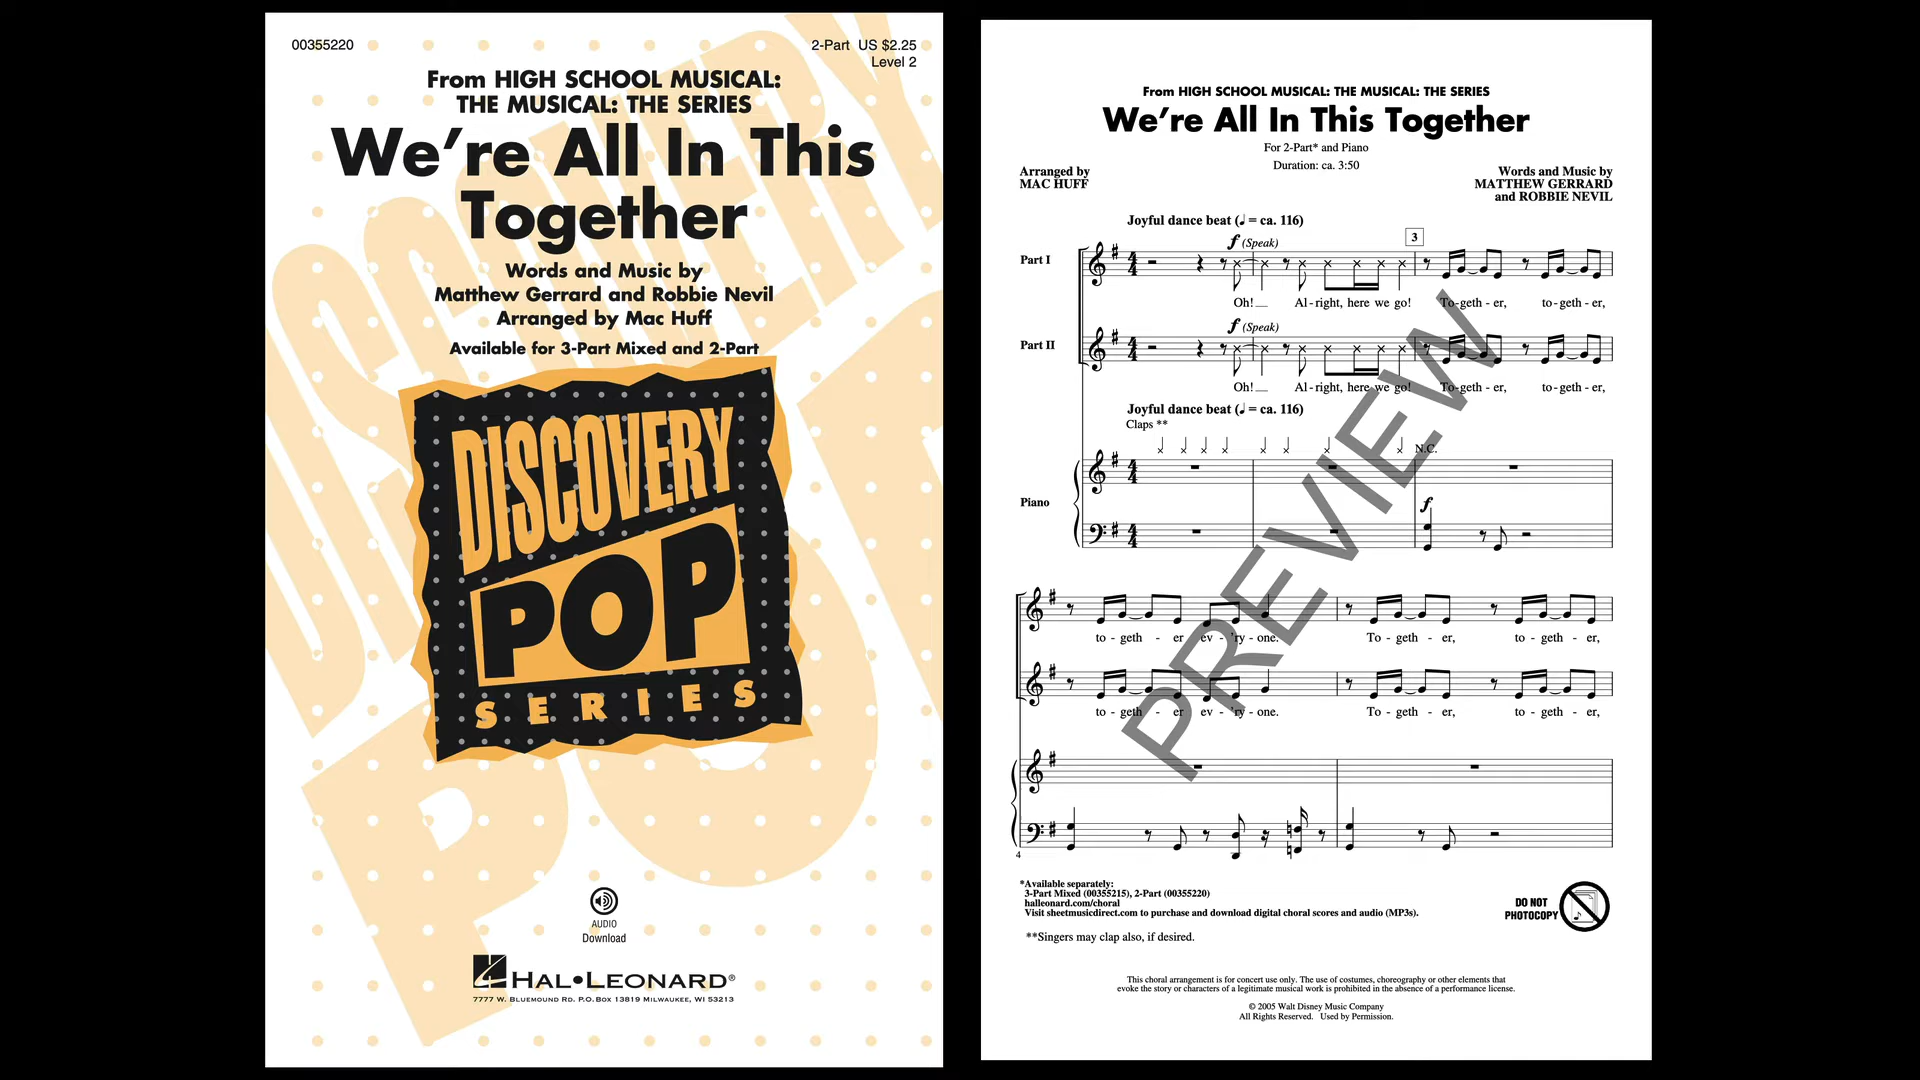 00355220
2-Part US $2.25
Level 2
From HIGH SCHOOL MUSICAL:
THE MUSICAL: THE SERIES
We're All In This
Together
Words and Music by
Matthew Gerrard and Robbie Nevil
Arranged by Mac Huff
Available for 3-Part Mixed and 2-Part
DISCOVERY
POP
SERIES
AUDIO
Download
HAL•LEONARD®
7777 W. BLUEMOUND RD. P.O. BOX 13819 MILWAUKEE, WI 53213
From HIGH SCHOOL MUSICAL: THE MUSICAL: THE SERIES
We're All In This Together
For 2-Part* and Piano
Duration: ca. 3:50
Arranged by
MAC HUFF
Words and Music by
MATTHEW GERRARD
and ROBBIE NEVIL
Joyful dance beat (♩ = ca. 116)
f (Speak)
3
Part I
Oh! Al - right, here we go! To-geth - er, to-geth - er,
f (Speak)
Part II
Oh! Al - right, here we go! To-geth - er, to-geth - er,
Joyful dance beat (♩ = ca. 116)
Claps **
N.C.
Piano
f
to - geth - er ev - 'ry - one. To - geth - er, to - geth - er,
to - geth - er ev - 'ry - one. To - geth - er, to - geth - er,
4
PREVIEW
*Available separately:
3-Part Mixed (00355215), 2-Part (00355220)
halleonard.com/choral
Visit sheetmusicdirect.com to purchase and download digital choral scores and audio (MP3s).
DO NOT
PHOTOCOPY
**Singers may clap also, if desired.
This choral arrangement is for concert use only. The use of costumes, choreography or other elements that
evoke the story or characters of a legitimate musical work is prohibited in the absence of a performance license.
© 2005 Walt Disney Music Company
All Rights Reserved. Used by Permission.